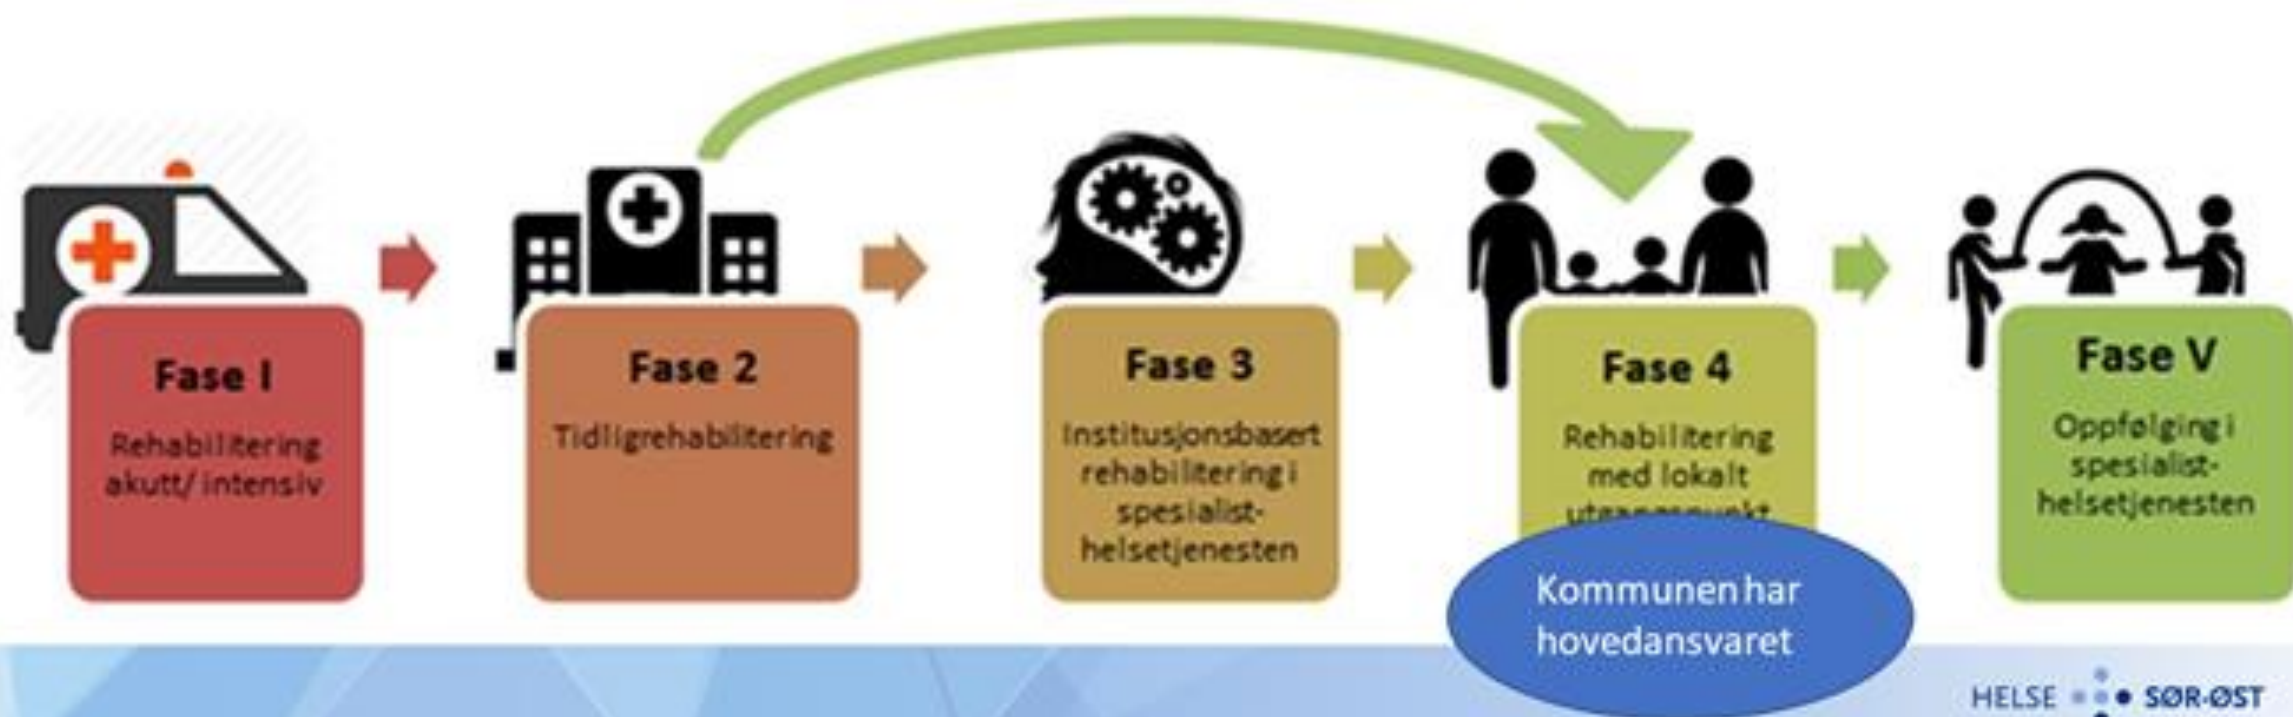 Fase I
Rehabilitering
akutt/ intensiv
Fase 2
Tidligrehabilitering
Fase 3
Institusjonsbasert
rehabilitering i
spesialist-
helsetjenesten
Fase 4
Rehabilitering
med lokalt
utgangspunkt
Kommunen har
hovedansvaret
Fase V
Oppfølging i
spesialist-
helsetjenesten
HELSE SØR-ØST